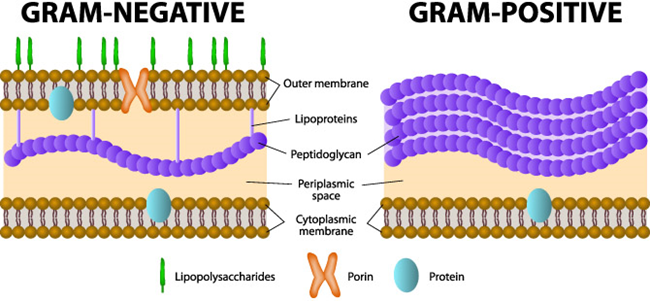 GRAM-NEGATIVE
GRAM-POSITIVE
Outer membrane
Lipoproteins
Peptidoglycan
Periplasmic
space
Cytoplasmic
membrane
Lipopolysaccharides
Porin
Protein